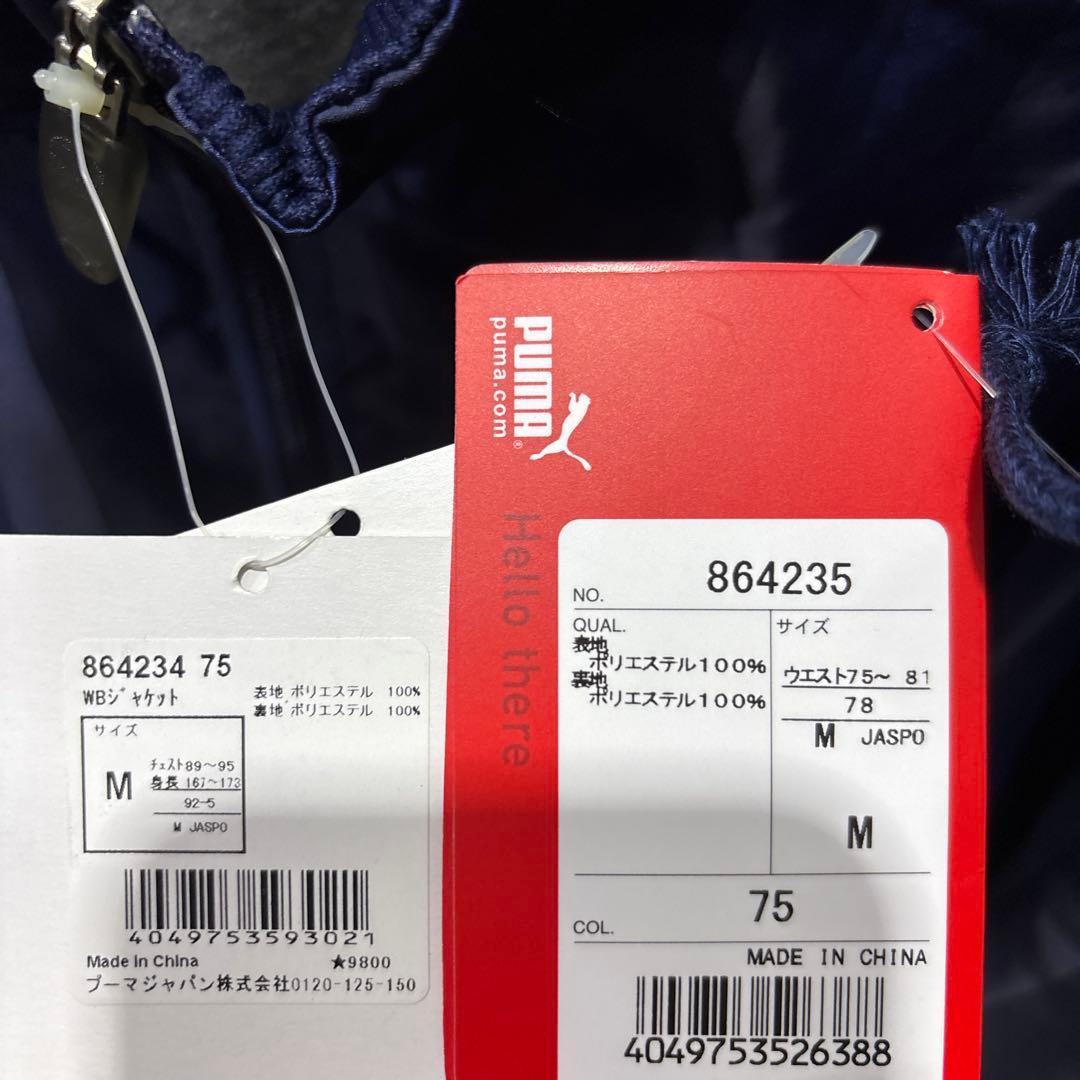 PUMA®
puma.com
Hello there
864234 75
WBジャケット
表地 ポリエステル 100%
裏地 ポリエステル 100%
サイズ
M
チェスト89～95
身長 167～173
92-5
M JASPO
4049753593021
Made in China ★9800
プーマジャパン株式会社0120-125-150
NO. 864235
QUAL.
表地
ポリエステル100%
裏地
ポリエステル100%
サイズ
ウエスト75～ 81
78
M JASPO
M
COL. 75
MADE IN CHINA
4049753526388